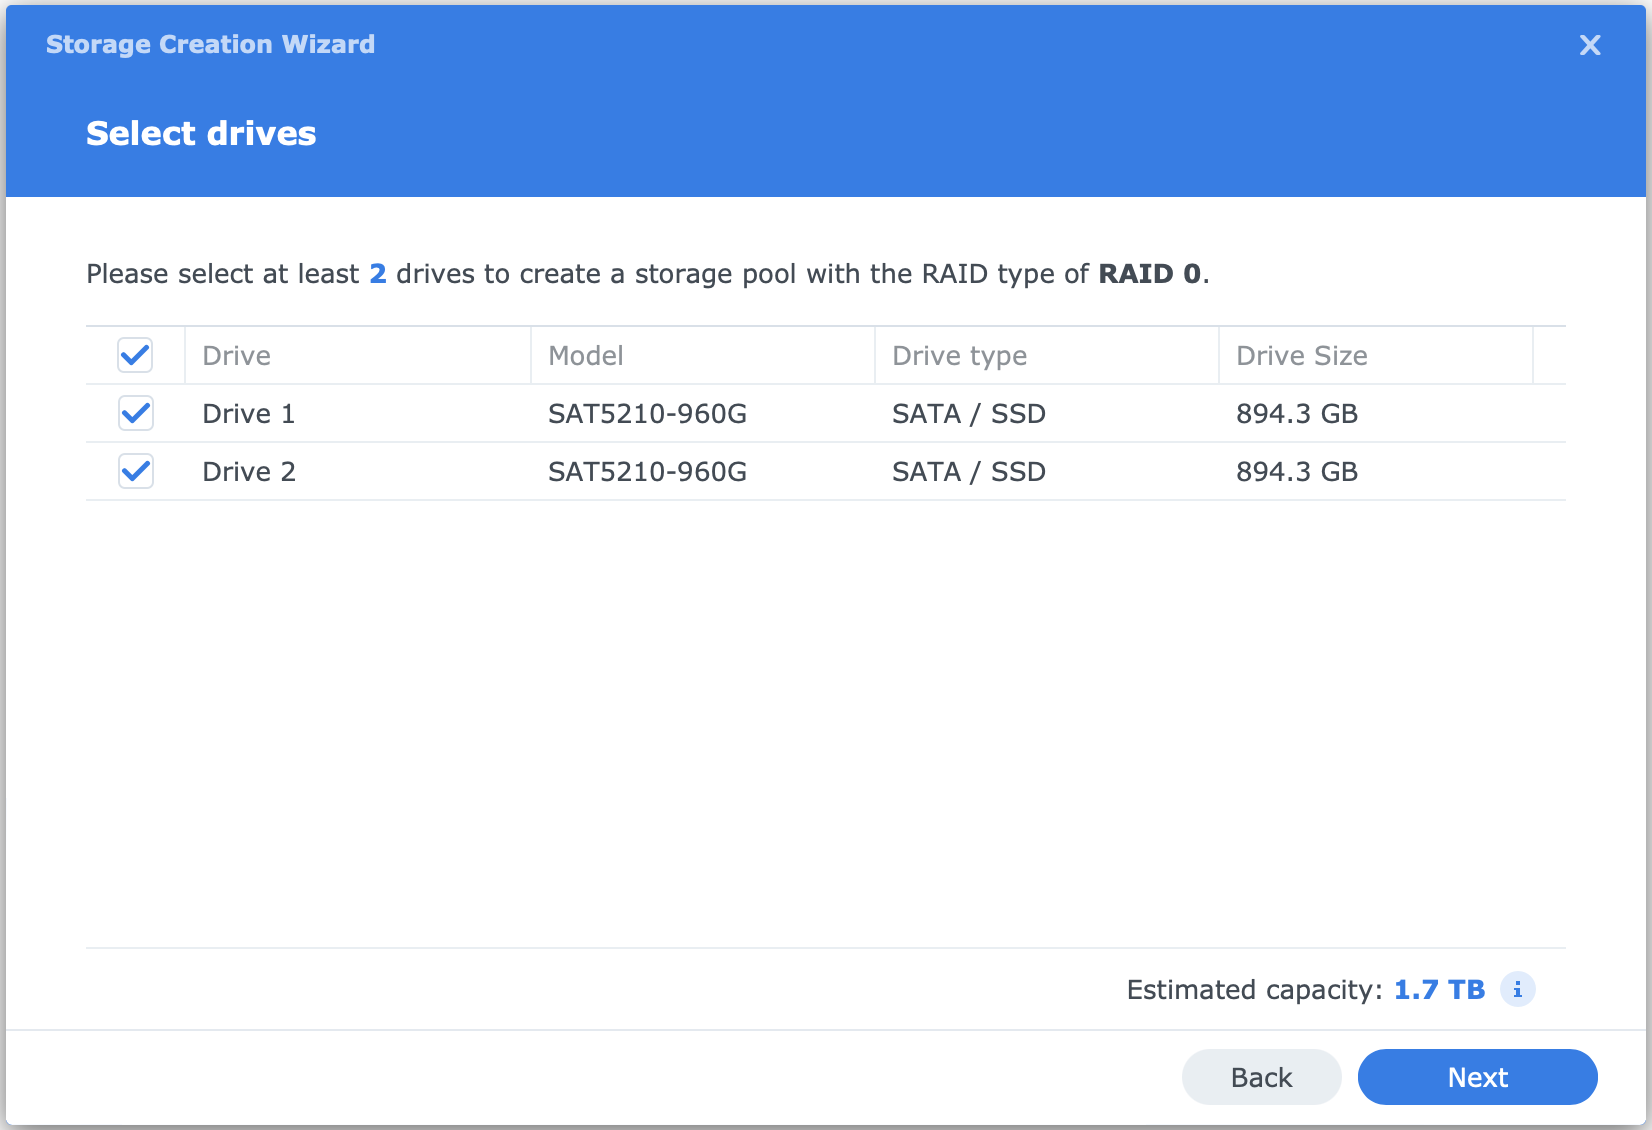 Storage Creation Wizard
Select drives
Please select at least 2 drives to create a storage pool with the RAID type of RAID 0.
Drive Model Drive type Drive Size
Drive 1 SAT5210-960G SATA / SSD 894.3 GB
Drive 2 SAT5210-960G SATA / SSD 894.3 GB
Estimated capacity: 1.7 TB i
Back Next